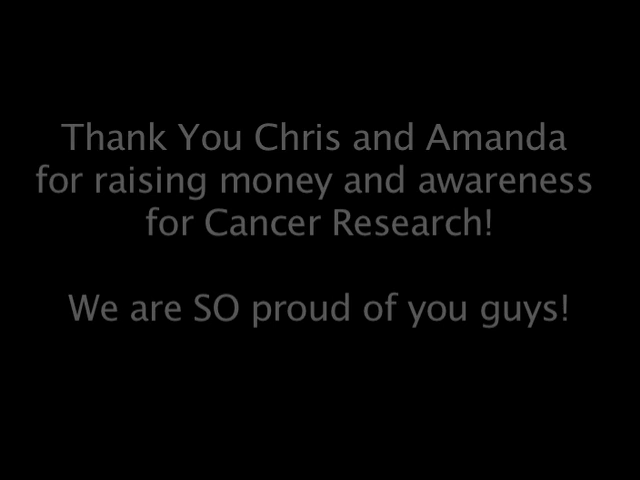 Thank You Chris and Amanda
for raising money and awareness
for Cancer Research!
We are SO proud of you guys!